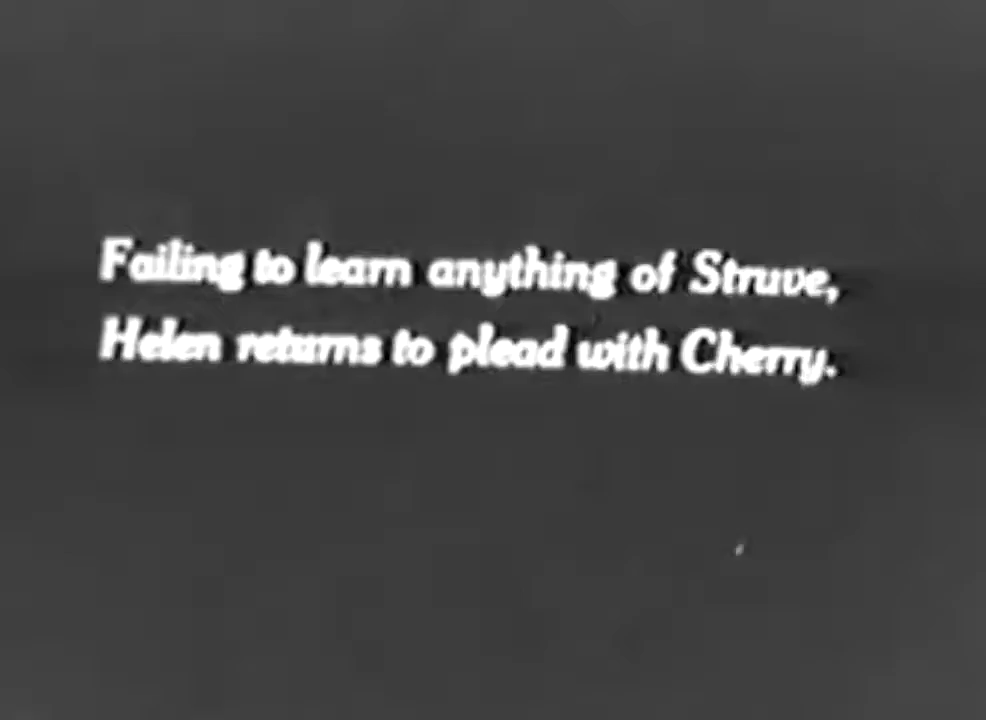 Failing to learn anything of Struve,
Helen returns to plead with Cherry.